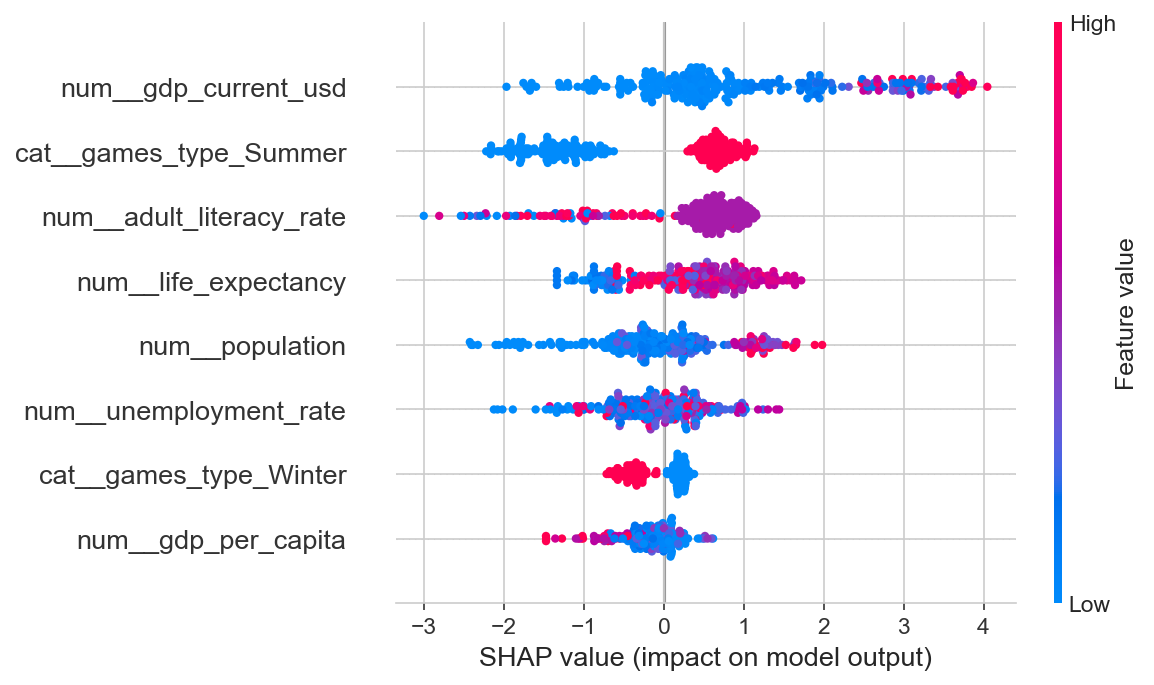 High
num__gdp_current_usd
cat__games_type_Summer
num__adult_literacy_rate
num__life_expectancy
num__population
num__unemployment_rate
cat__games_type_Winter
num__gdp_per_capita
Feature value
Low
−3 −2 −1 0 1 2 3 4
SHAP value (impact on model output)